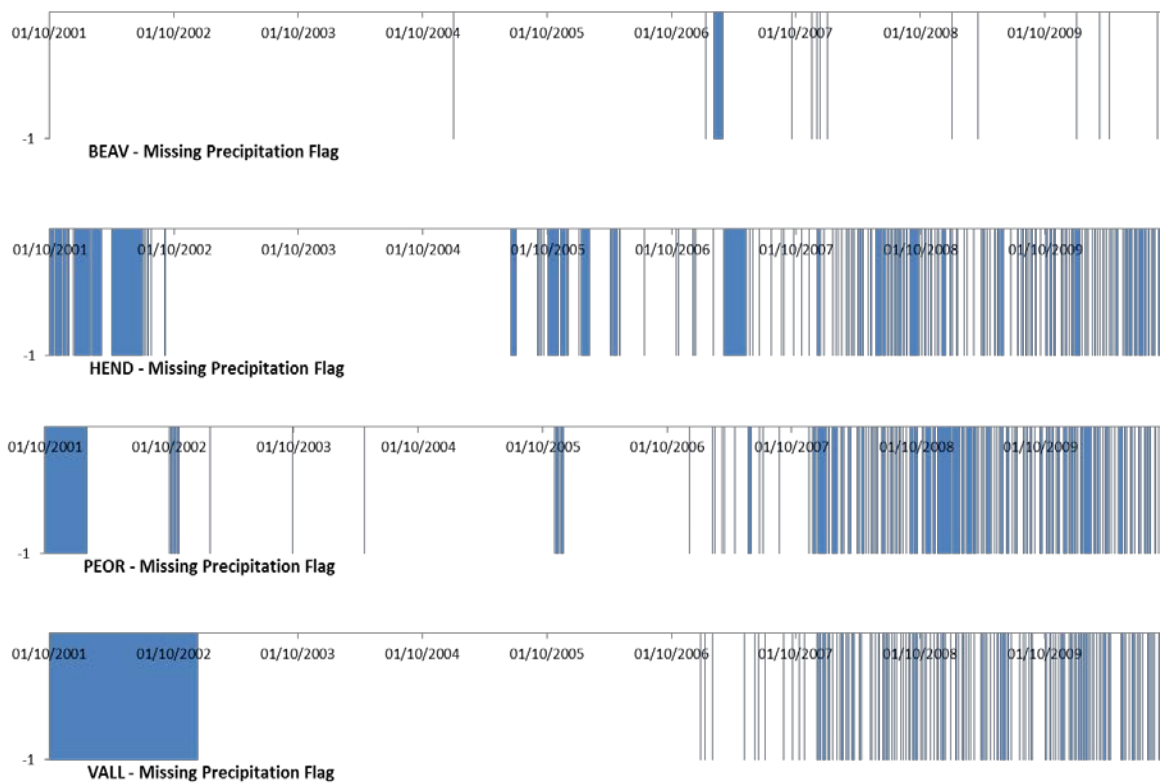 01/10/2001 01/10/2002 01/10/2003 01/10/2004 01/10/2005 01/10/2006 01/10/2007 01/10/2008 01/10/2009
-1
BEAV - Missing Precipitation Flag
01/10/2001 01/10/2002 01/10/2003 01/10/2004 01/10/2005 01/10/2006 01/10/2007 01/10/2008 01/10/2009
-1
HEND - Missing Precipitation Flag
01/10/2001 01/10/2002 01/10/2003 01/10/2004 01/10/2005 01/10/2006 01/10/2007 01/10/2008 01/10/2009
-1
PEOR - Missing Precipitation Flag
01/10/2001 01/10/2002 01/10/2003 01/10/2004 01/10/2005 01/10/2006 01/10/2007 01/10/2008 01/10/2009
-1
VALL - Missing Precipitation Flag